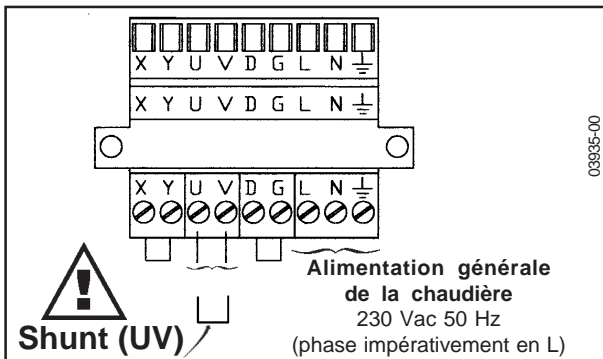 X Y U V D G L N ⏚
X Y U V D G L N ⏚
X Y U V D G L N ⏚
03935-00
Alimentation générale
de la chaudière
230 Vac 50 Hz
(phase impérativement en L)
!
Shunt (UV)